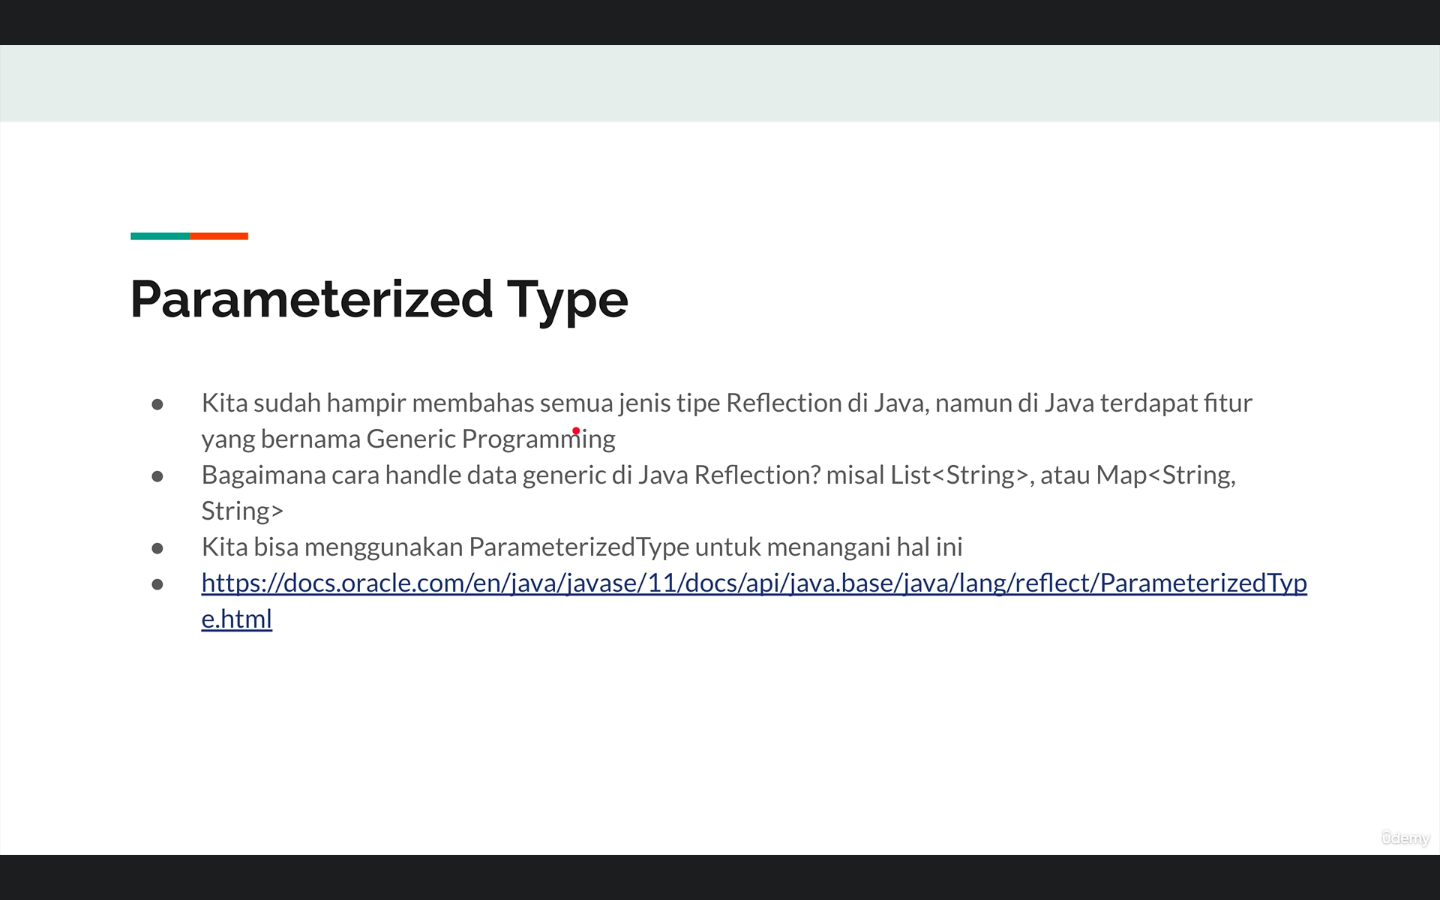 Parameterized Type
● Kita sudah hampir membahas semua jenis tipe Reflection di Java, namun di Java terdapat fitur
yang bernama Generic Programming
● Bagaimana cara handle data generic di Java Reflection? misal List<String>, atau Map<String,
String>
● Kita bisa menggunakan ParameterizedType untuk menangani hal ini
● https://docs.oracle.com/en/java/javase/11/docs/api/java.base/java/lang/reflect/ParameterizedTyp
e.html
ûdemy